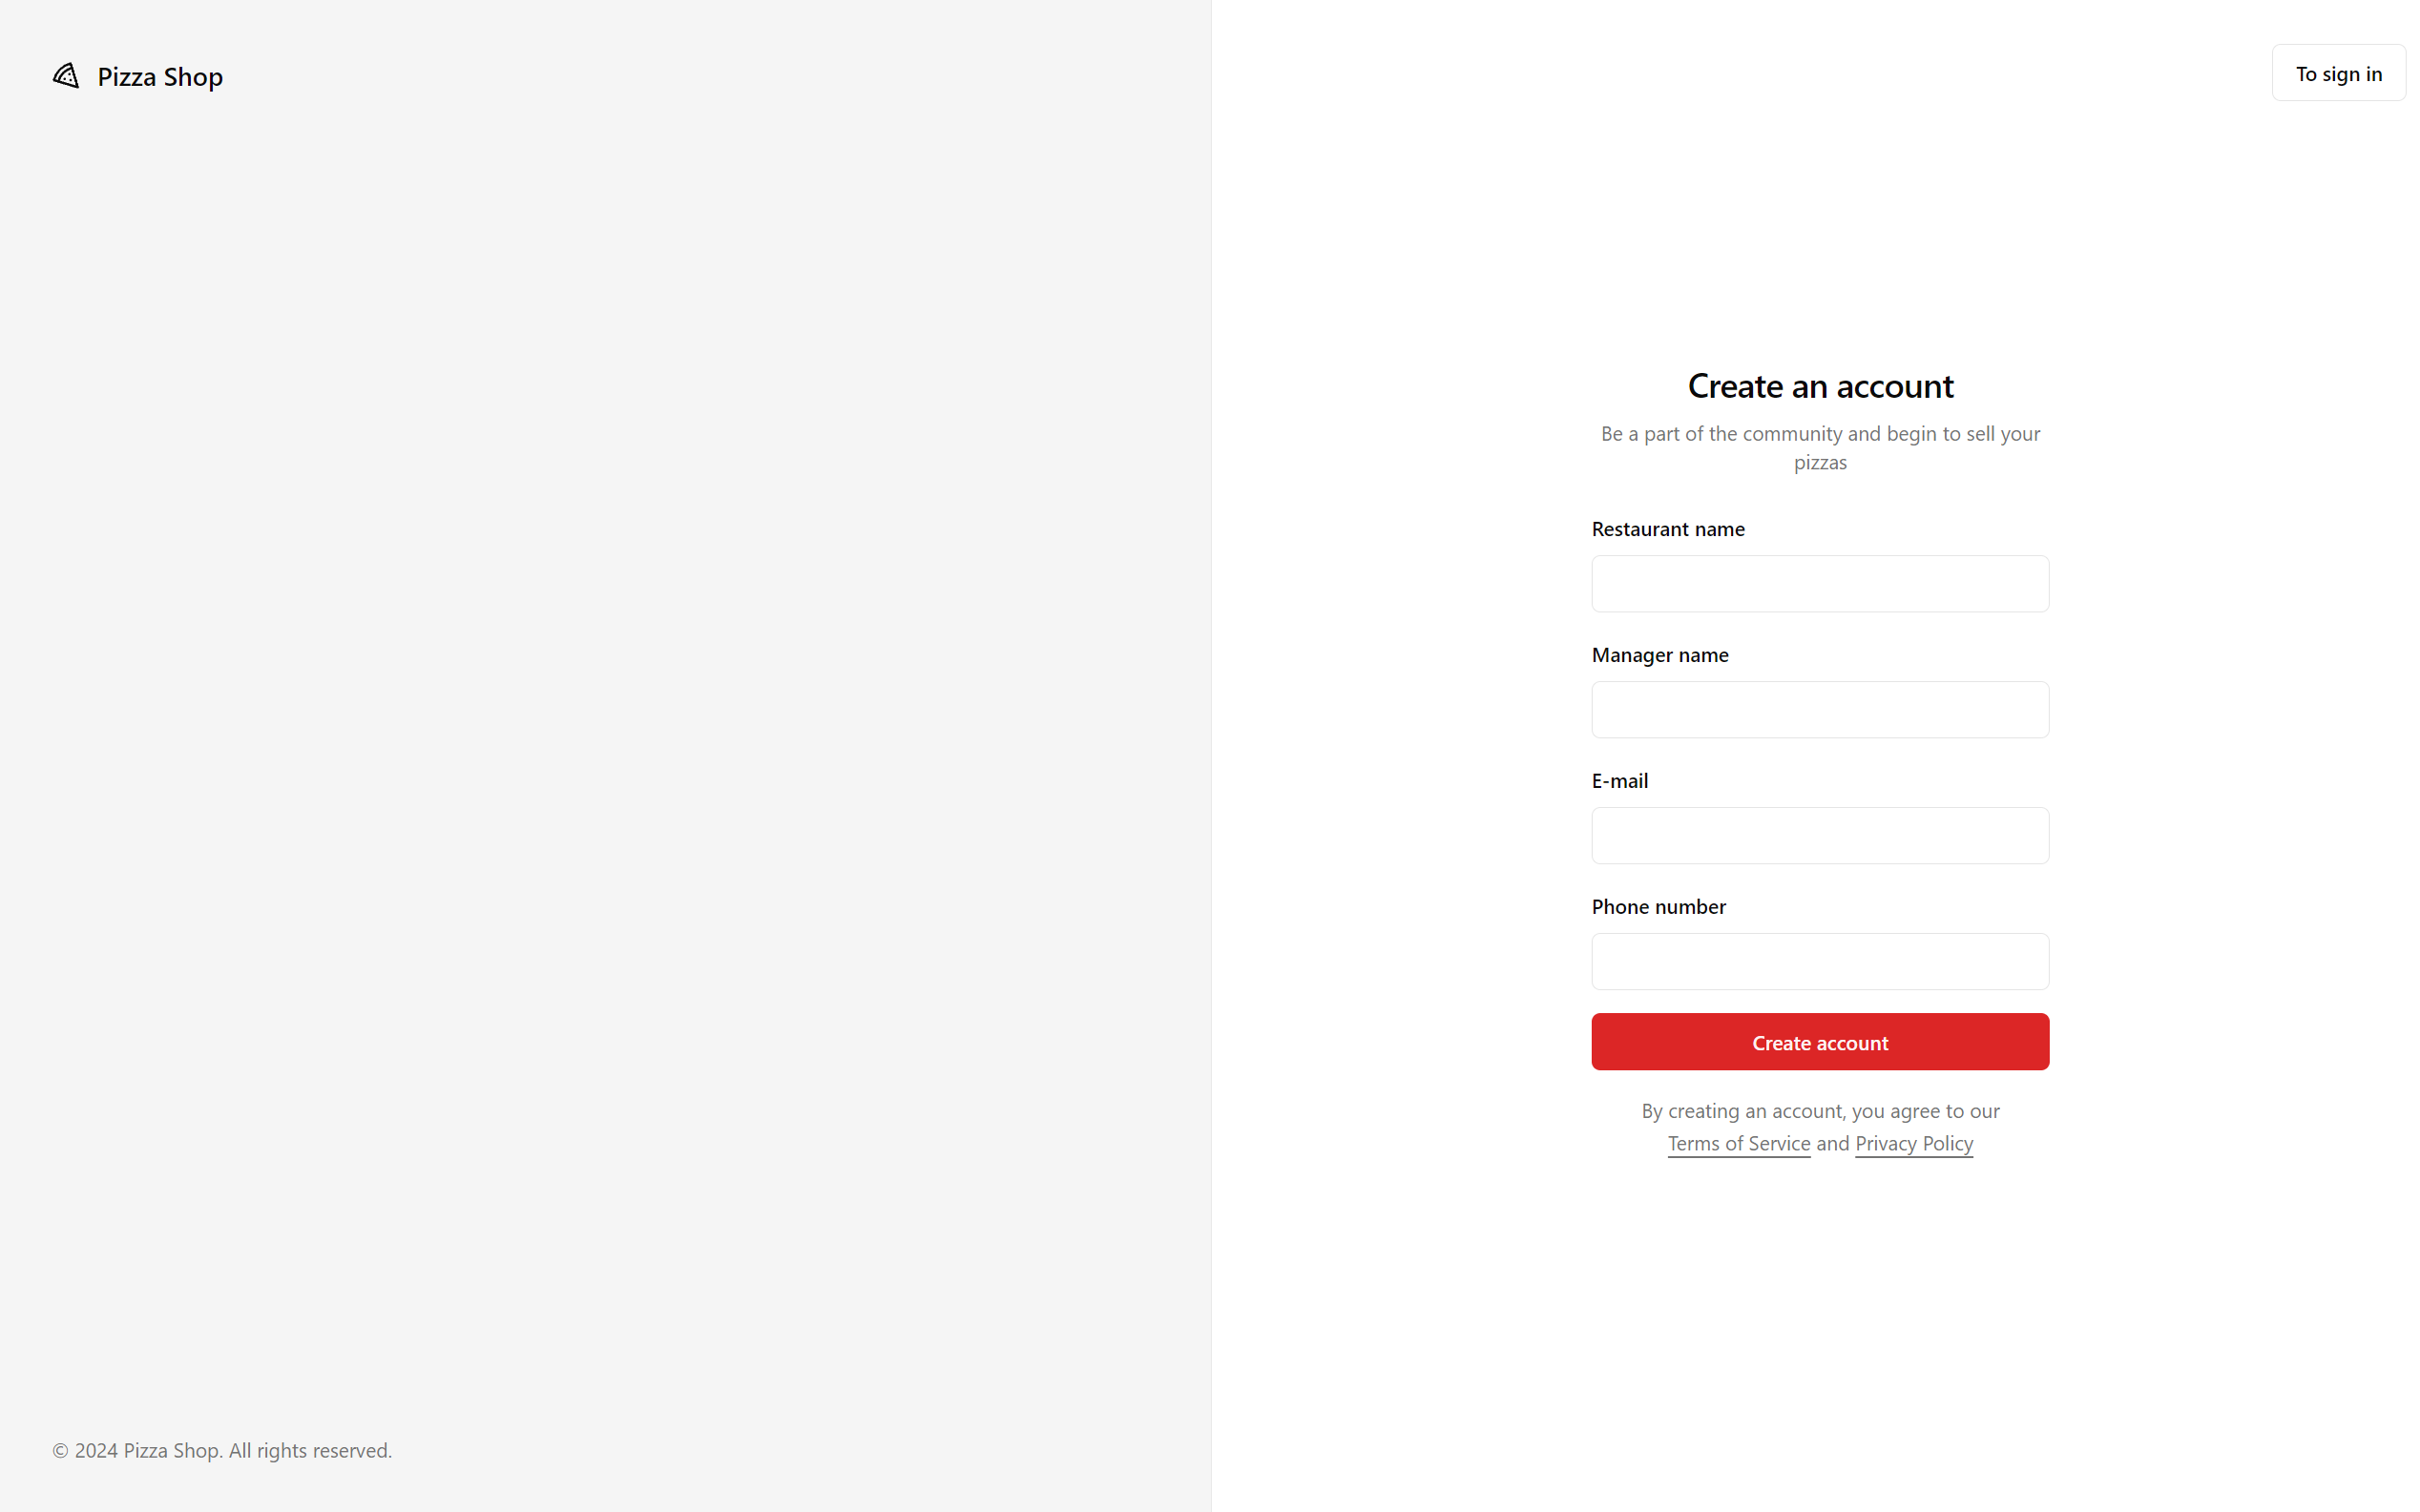 Pizza Shop
To sign in
Create an account
Be a part of the community and begin to sell your
pizzas
Restaurant name
Manager name
E-mail
Phone number
Create account
By creating an account, you agree to our
Terms of Service and Privacy Policy
© 2024 Pizza Shop. All rights reserved.